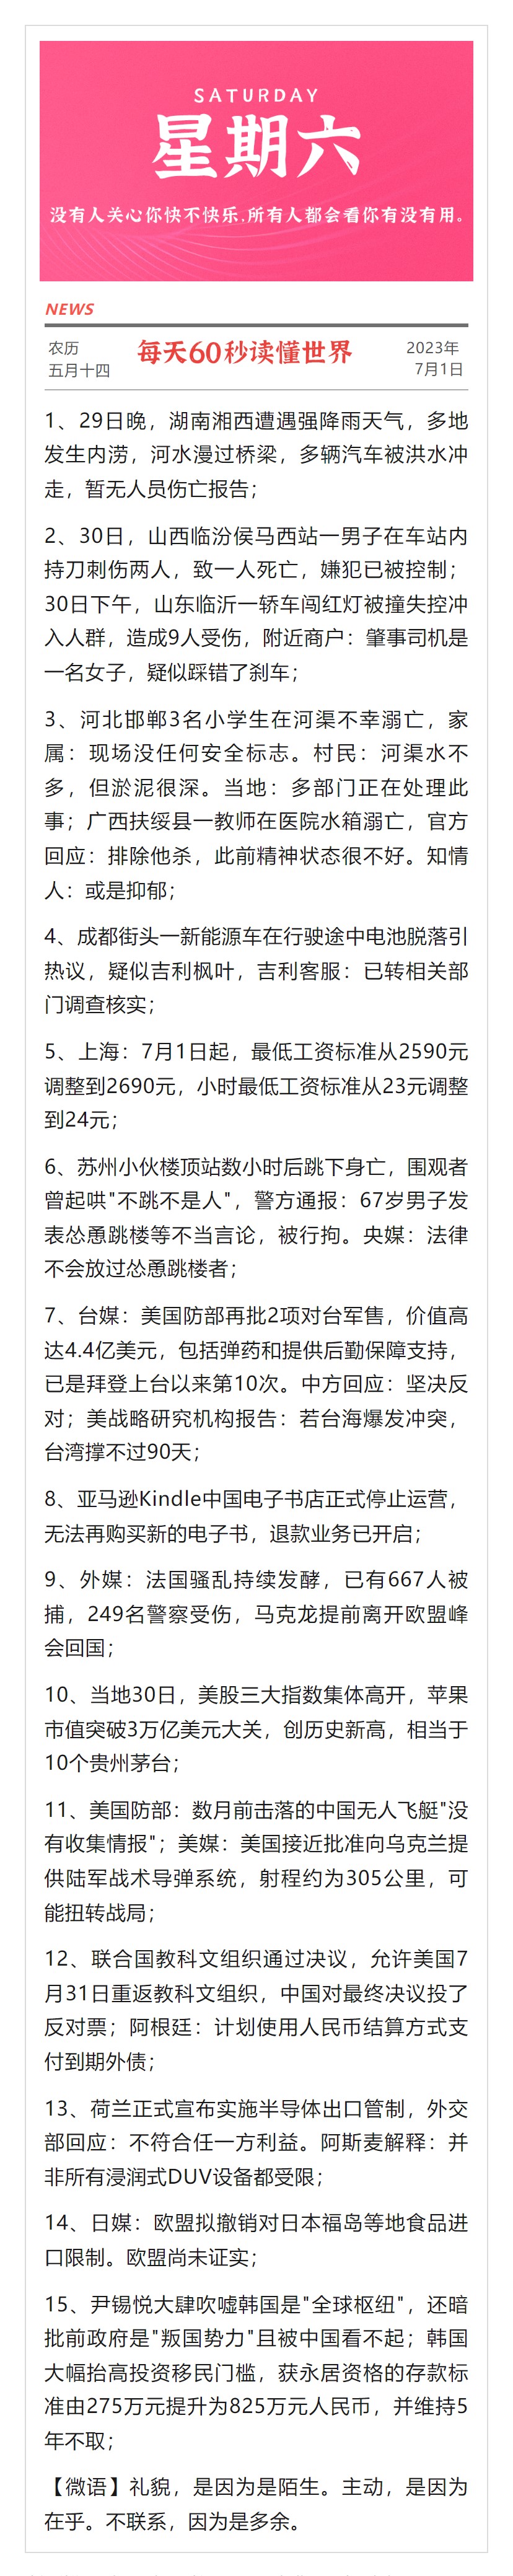 SATURDAY
星期六
没有人关心你快不快乐,所有人都会看你有没有用。
NEWS
农历
五月十四
每天60秒读懂世界
2023年
7月1日
1、29日晚，湖南湘西遭遇强降雨天气，多地
发生内涝，河水漫过桥梁，多辆汽车被洪水冲
走，暂无人员伤亡报告；
2、30日，山西临汾侯马西站一男子在车站内
持刀刺伤两人，致一人死亡，嫌犯已被控制；
30日下午，山东临沂一轿车闯红灯被撞失控冲
入人群，造成9人受伤，附近商户：肇事司机是
一名女子，疑似踩错了刹车；
3、河北邯郸3名小学生在河渠不幸溺亡，家
属：现场没任何安全标志。村民：河渠水不
多，但淤泥很深。当地：多部门正在处理此
事；广西扶绥县一教师在医院水箱溺亡，官方
回应：排除他杀，此前精神状态很不好。知情
人：或是抑郁；
4、成都街头一新能源车在行驶途中电池脱落引
热议，疑似吉利枫叶，吉利客服：已转相关部
门调查核实；
5、上海：7月1日起，最低工资标准从2590元
调整到2690元，小时最低工资标准从23元调整
到24元；
6、苏州小伙楼顶站数小时后跳下身亡，围观者
曾起哄"不跳不是人"，警方通报：67岁男子发
表怂恿跳楼等不当言论，被行拘。央媒：法律
不会放过怂恿跳楼者；
7、台媒：美国防部再批2项对台军售，价值高
达4.4亿美元，包括弹药和提供后勤保障支持，
已是拜登上台以来第10次。中方回应：坚决反
对；美战略研究机构报告：若台海爆发冲突，
台湾撑不过90天；
8、亚马逊Kindle中国电子书店正式停止运营，
无法再购买新的电子书，退款业务已开启；
9、外媒：法国骚乱持续发酵，已有667人被
捕，249名警察受伤，马克龙提前离开欧盟峰
会回国；
10、当地30日，美股三大指数集体高开，苹果
市值突破3万亿美元大关，创历史新高，相当于
10个贵州茅台；
11、美国防部：数月前击落的中国无人飞艇"没
有收集情报"；美媒：美国接近批准向乌克兰提
供陆军战术导弹系统，射程约为305公里，可
能扭转战局；
12、联合国教科文组织通过决议，允许美国7
月31日重返教科文组织，中国对最终决议投了
反对票；阿根廷：计划使用人民币结算方式支
付到期外债；
13、荷兰正式宣布实施半导体出口管制，外交
部回应：不符合任一方利益。阿斯麦解释：并
非所有浸润式DUV设备都受限；
14、日媒：欧盟拟撤销对日本福岛等地食品进
口限制。欧盟尚未证实；
15、尹锡悦大肆吹嘘韩国是"全球枢纽"，还暗
批前政府是"叛国势力"且被中国看不起；韩国
大幅抬高投资移民门槛，获永居资格的存款标
准由275万元提升为825万元人民币，并维持5
年不取；
【微语】礼貌，是因为是陌生。主动，是因为
在乎。不联系，因为是多余。